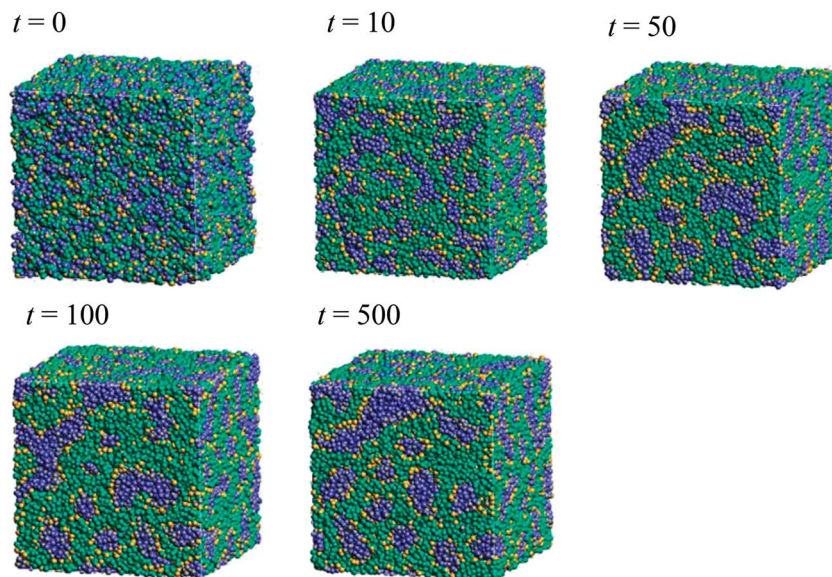 t = 0
t = 10
t = 50
t = 100
t = 500